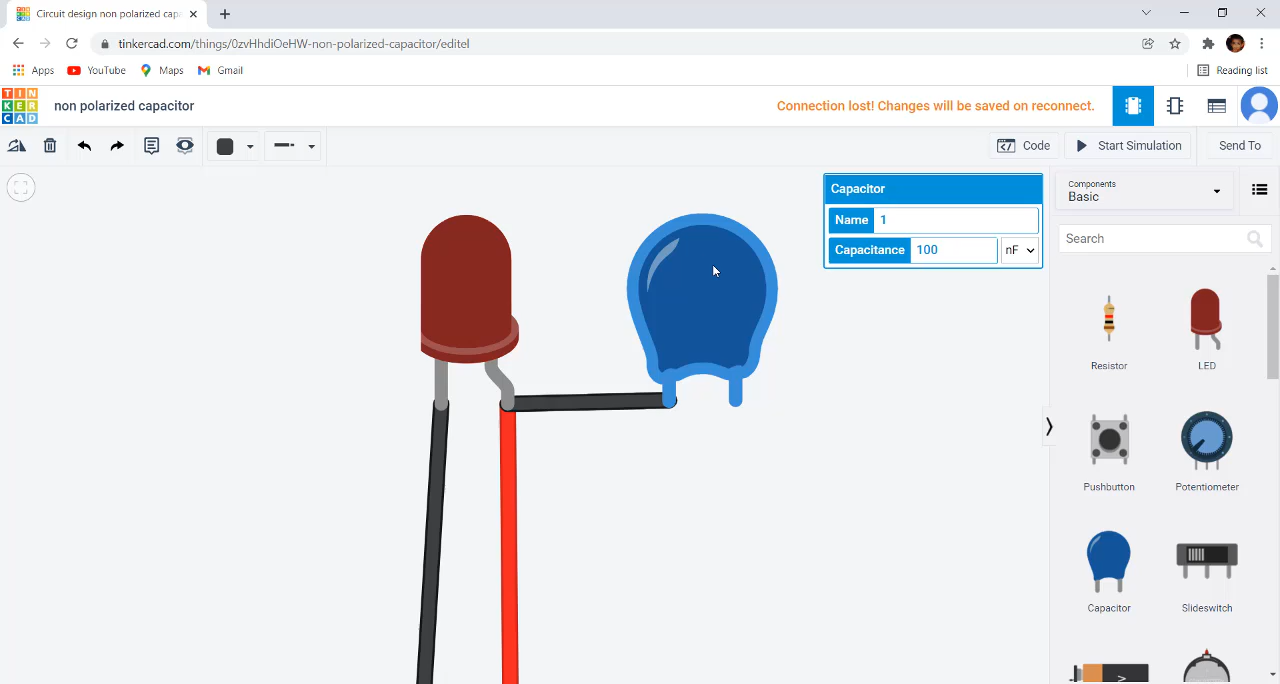 Circuit design non polarized cap
tinkercad.com/things/0zvHhdiOeHW-non-polarized-capacitor/editel
Apps YouTube Maps Gmail Reading list
TIN
KER
CAD
non polarized capacitor
Connection lost! Changes will be saved on reconnect.
Code Start Simulation Send To
Capacitor
Name 1
Capacitance 100 nF
Components
Basic
Search
Resistor LED
Pushbutton Potentiometer
Capacitor Slideswitch